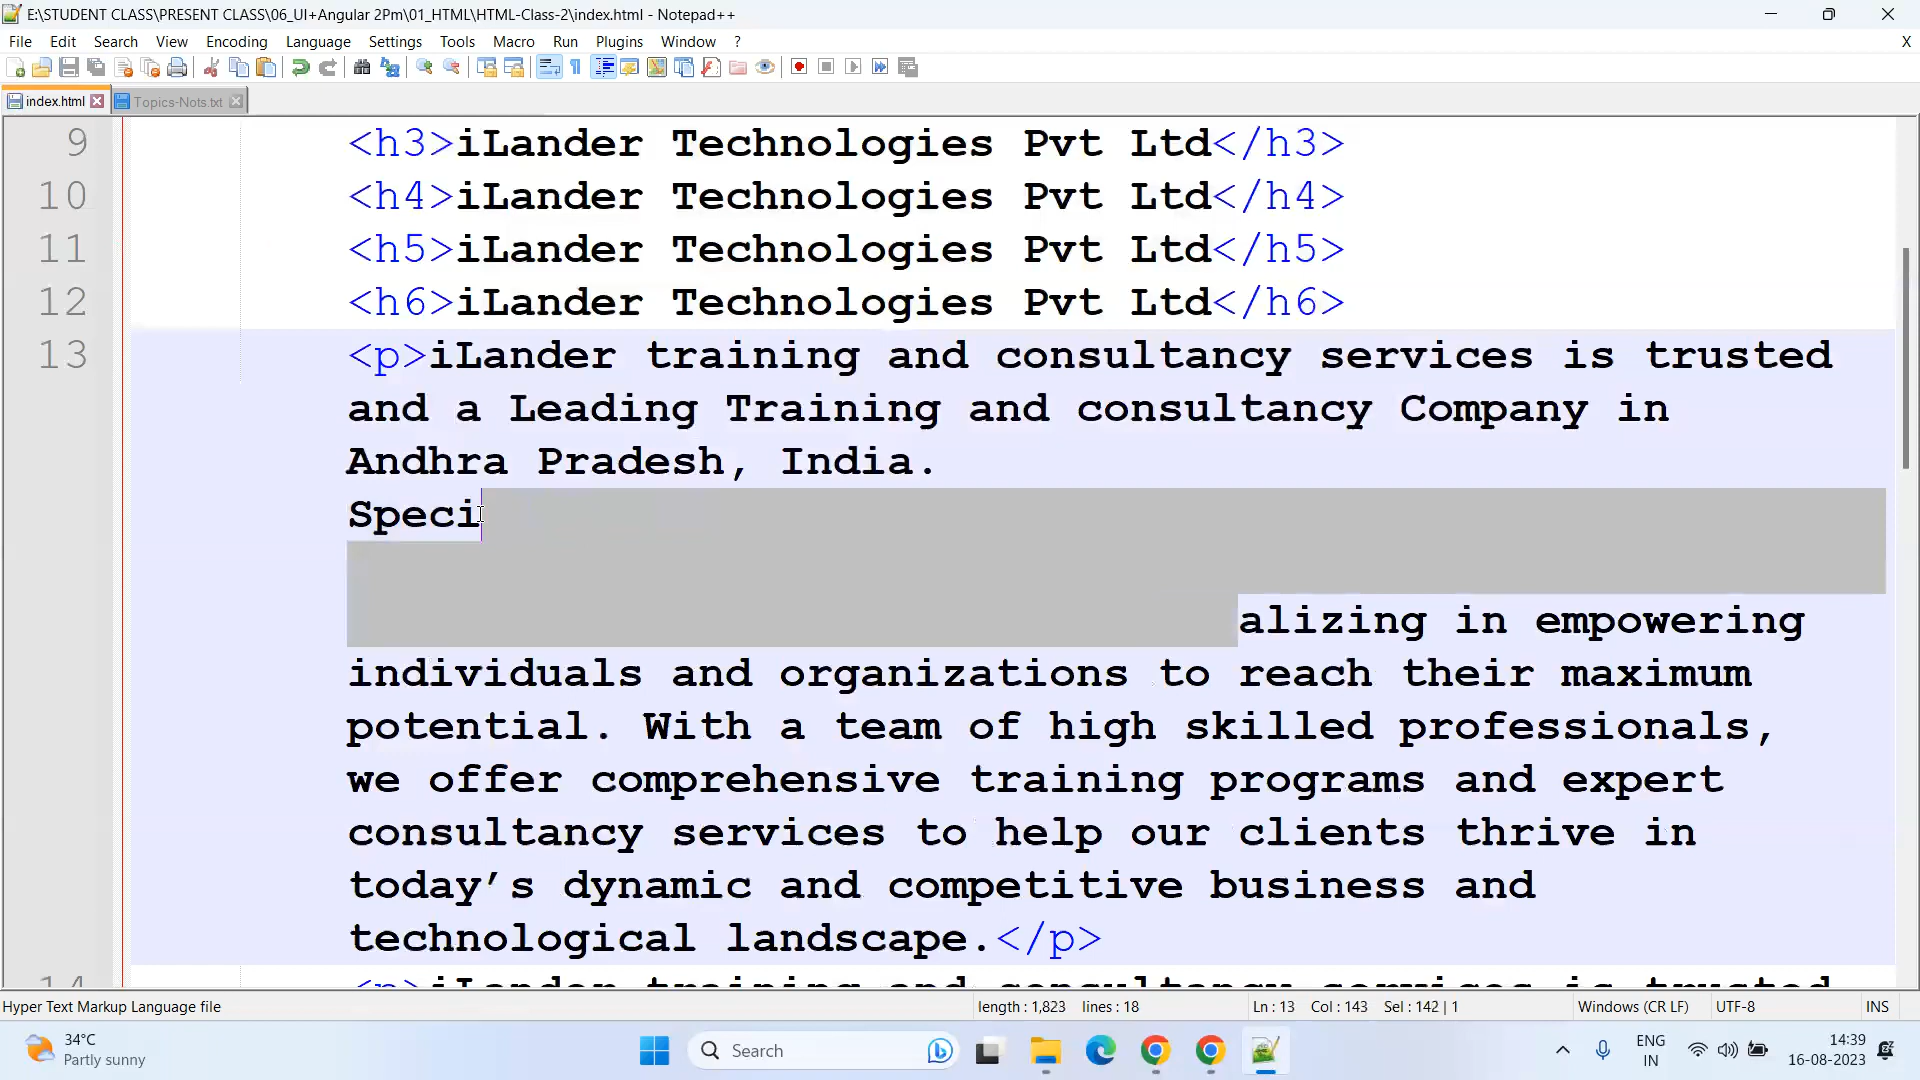 E:\STUDENT CLASS\PRESENT CLASS\06_UI+Angular 2Pm\01_HTML\HTML-Class-2\index.html - Notepad++
File Edit Search View Encoding Language Settings Tools Macro Run Plugins Window ? X
index.html Topics-Nots.txt
9 <h3>iLander Technologies Pvt Ltd</h3>
10 <h4>iLander Technologies Pvt Ltd</h4>
11 <h5>iLander Technologies Pvt Ltd</h5>
12 <h6>iLander Technologies Pvt Ltd</h6>
13 <p>iLander training and consultancy services is trusted
and a Leading Training and consultancy Company in
Andhra Pradesh, India.
Speci
alizing in empowering
individuals and organizations to reach their maximum
potential. With a team of high skilled professionals,
we offer comprehensive training programs and expert
consultancy services to help our clients thrive in
today’s dynamic and competitive business and
technological landscape.</p>
14 <p>iLander training and consultancy services is trusted
Hyper Text Markup Language file length : 1,823 lines : 18 Ln : 13 Col : 143 Sel : 142 | 1 Windows (CR LF) UTF-8 INS
34°C
Partly sunny
Search
ENG
IN
14:39
16-08-2023